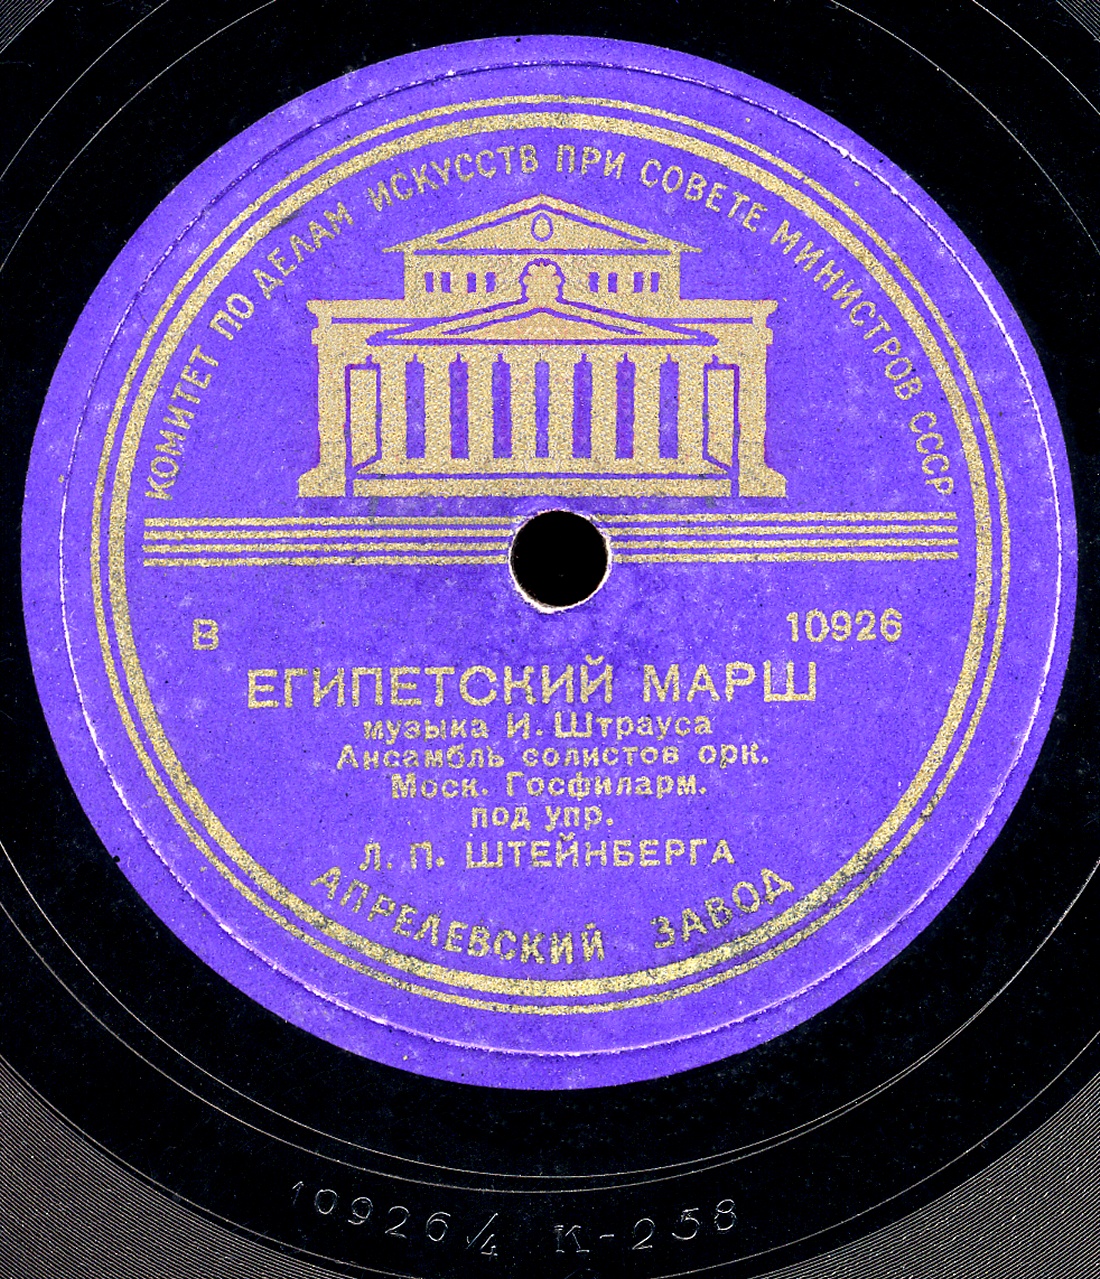 КОМИТЕТ ПО ДЕЛАМ ИСКУССТВ ПРИ СОВЕТЕ МИНИСТРОВ СССР
В 10926
ЕГИПЕТСКИЙ МАРШ
музыка И. Штрауса
Ансамбль солистов орк.
Моск. Госфиларм.
под упр.
Л. П. ШТЕЙНБЕРГА
АПРЕЛЕВСКИЙ ЗАВОД
10926/4 К-258